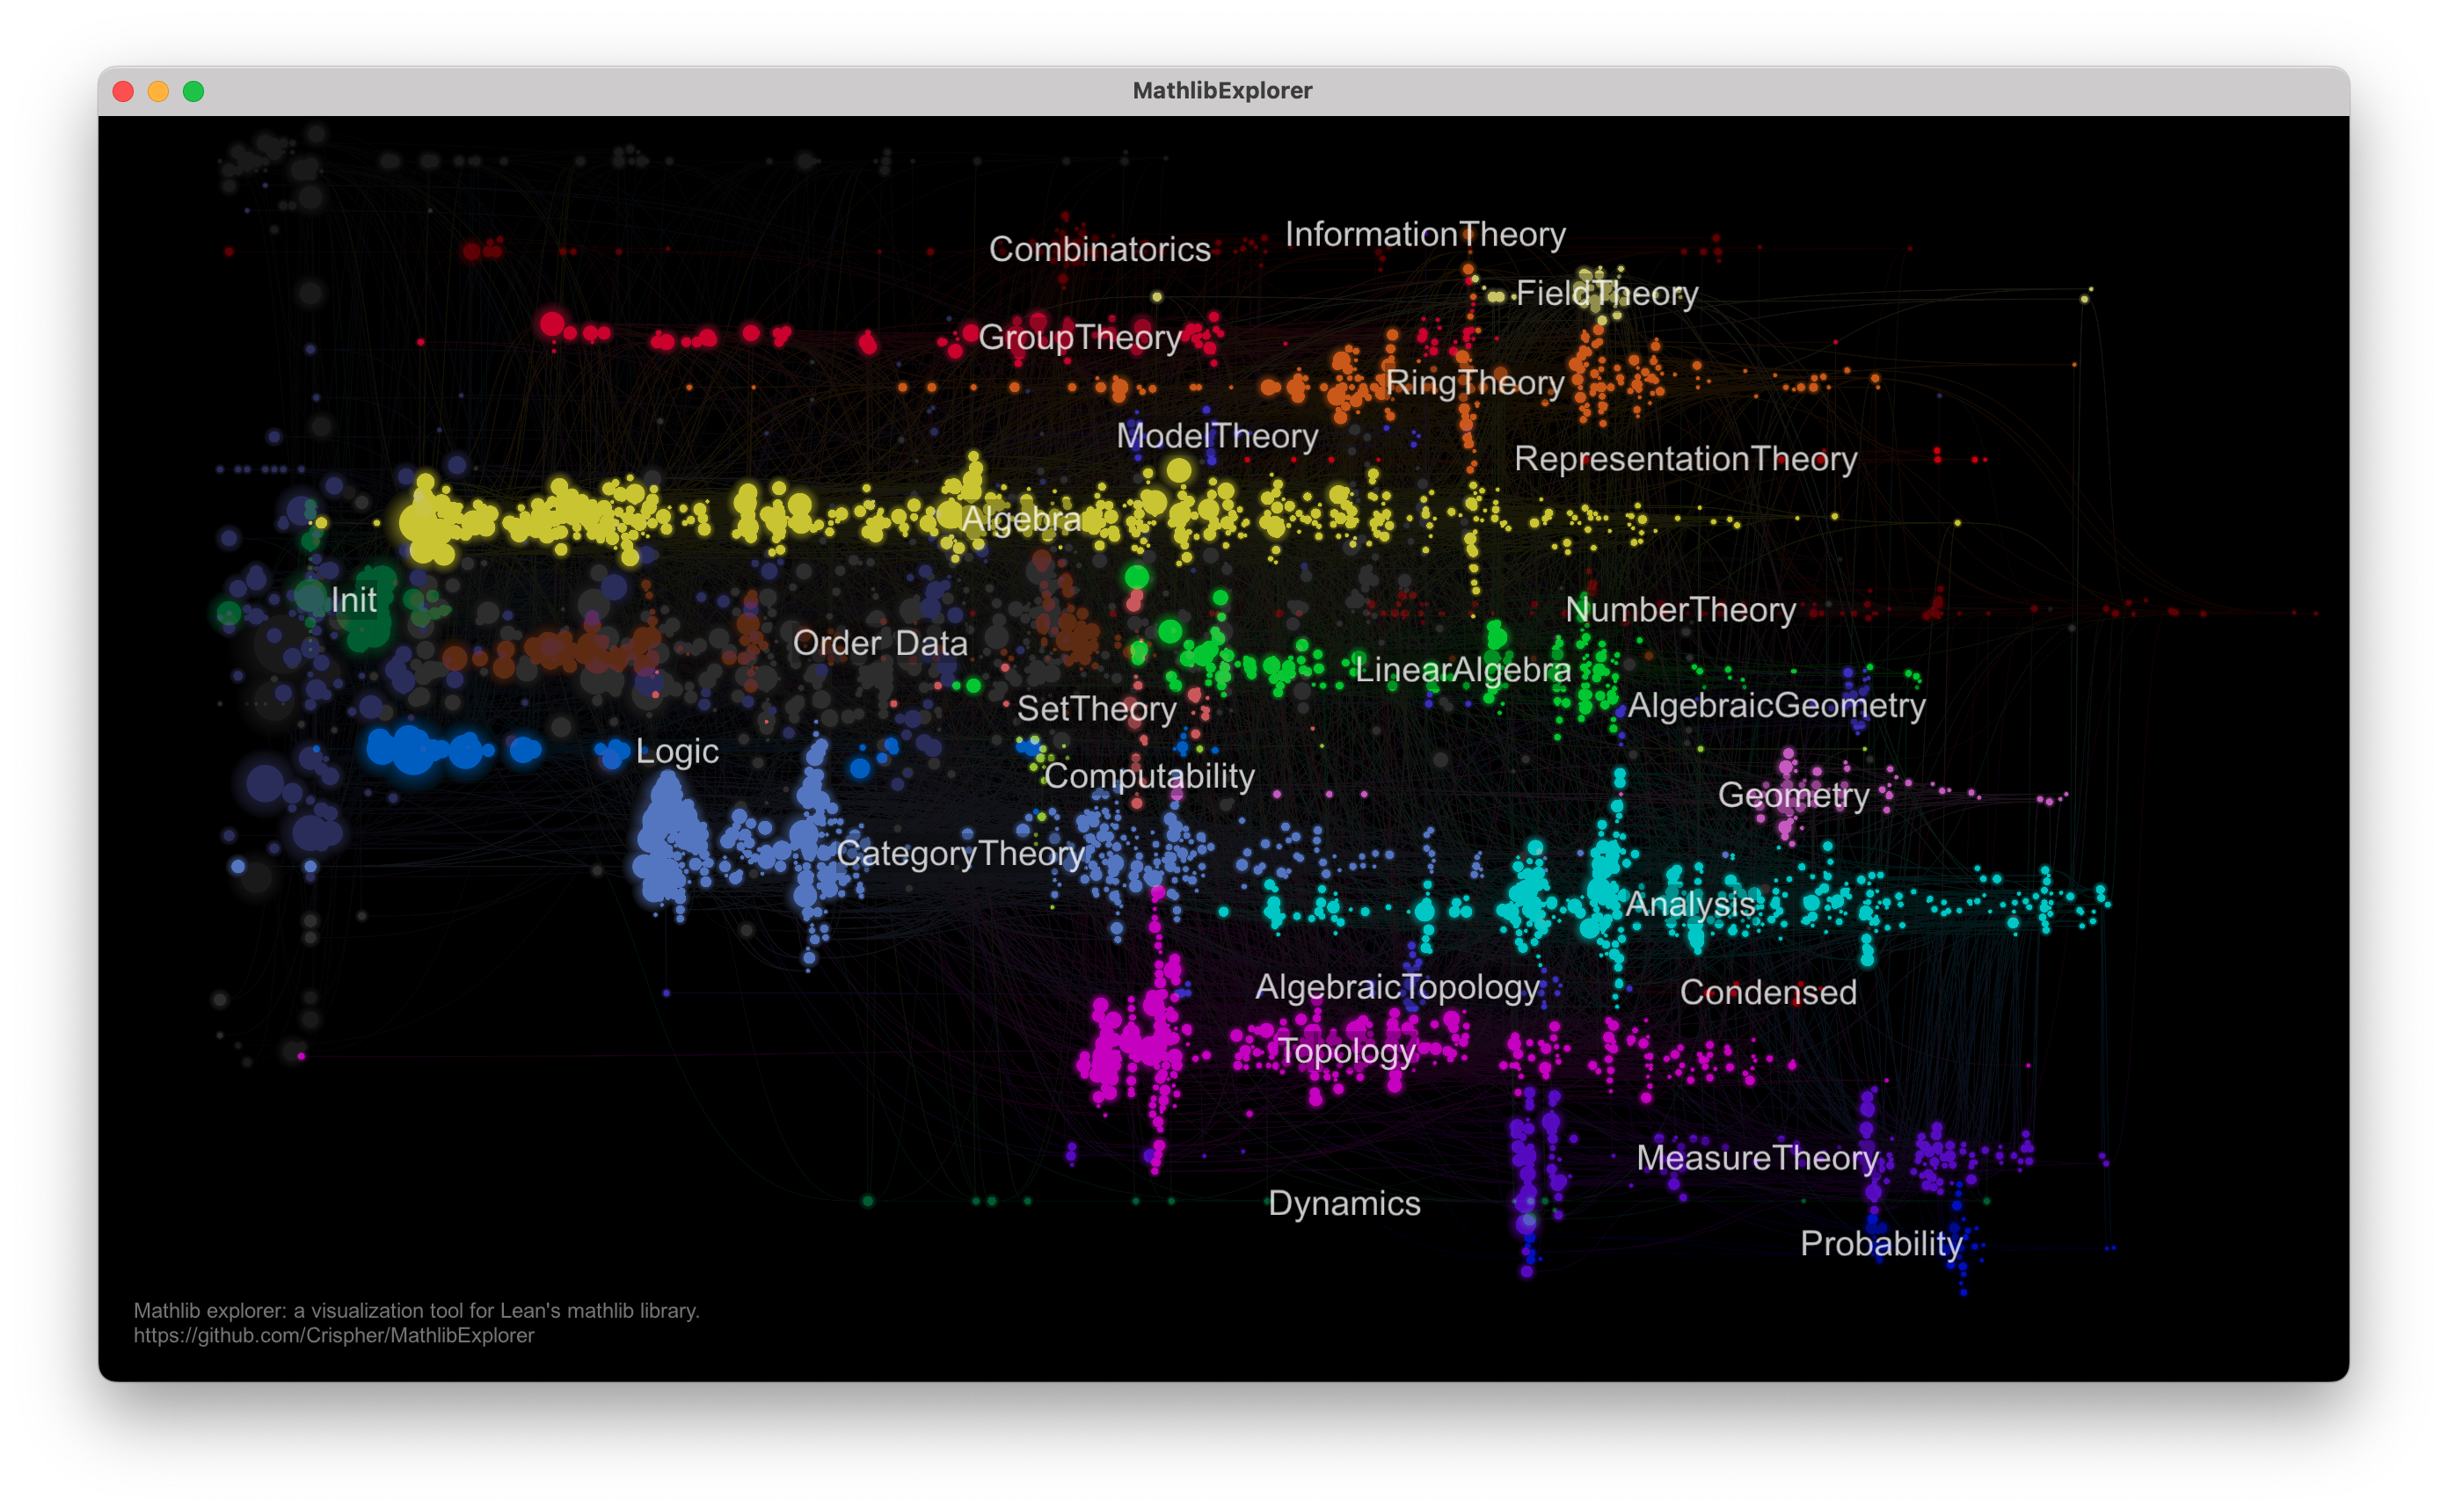 MathlibExplorer
InformationTheory
Combinatorics
FieldTheory
GroupTheory
RingTheory
ModelTheory
RepresentationTheory
Algebra
Init
NumberTheory
Order Data
LinearAlgebra
SetTheory
AlgebraicGeometry
Logic
Computability
Geometry
CategoryTheory
Analysis
AlgebraicTopology
Condensed
Topology
MeasureTheory
Dynamics
Probability
Mathlib explorer: a visualization tool for Lean's mathlib library.
https://github.com/Crispher/MathlibExplorer